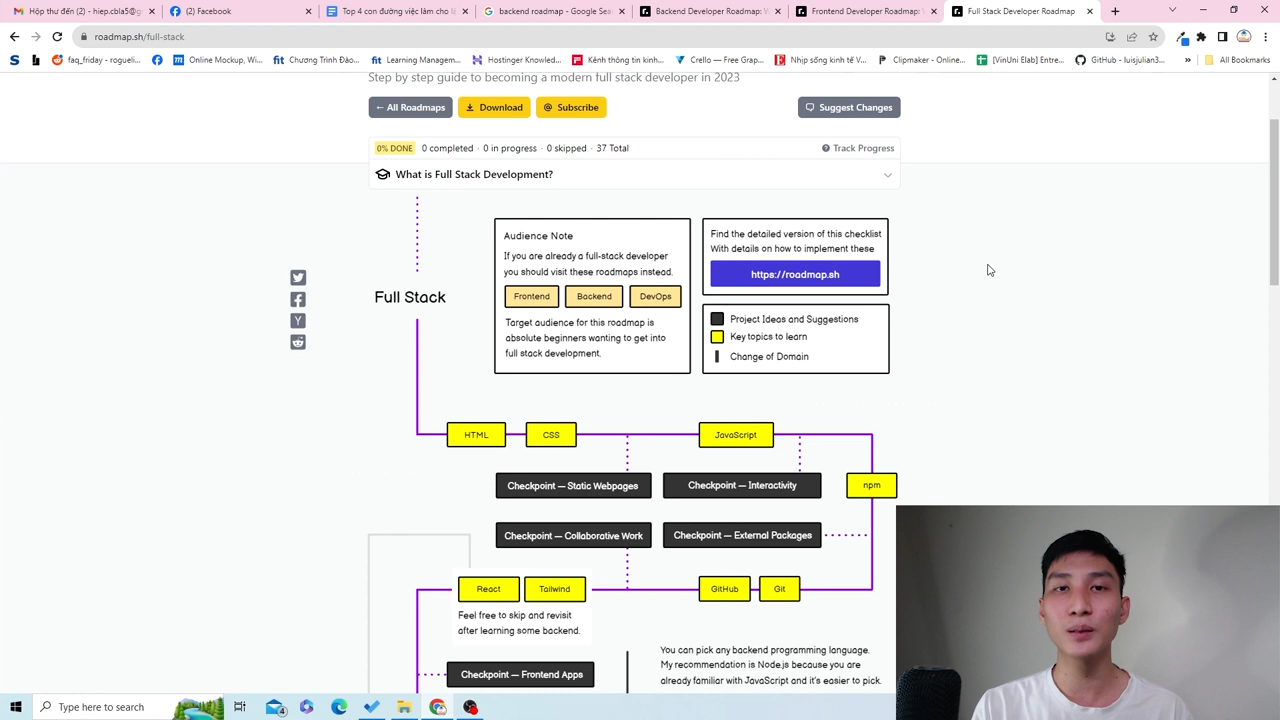 Hộp thư đến (2) - hiep.cbla5@g
(2) Facebook
Top 4 con đường việc làm cho lậ
backend roadmap - Google Sea
Backend Developer Roadmap: W
Frontend Developer Roadmap: S
Full Stack Developer Roadmap
roadmap.sh/full-stack
faq_friday - rogueli...
Online Mockup, Wi...
Chương Trình Đào...
Learning Managem...
Hostinger Knowled...
Kênh thông tin kinh...
Crello — Free Grap...
Nhịp sống kinh tế V...
Clipmaker - Online...
[VinUni Elab] Entre...
GitHub - luisjulian3...
»
All Bookmarks
Step by step guide to becoming a modern full stack developer in 2023
← All Roadmaps
Download
@ Subscribe
Suggest Changes
0% DONE 0 completed · 0 in progress · 0 skipped · 37 Total
Track Progress
What is Full Stack Development?
Full Stack
Audience Note
If you are already a full-stack developer
you should visit these roadmaps instead.
Frontend
Backend
DevOps
Target audience for this roadmap is
absolute beginners wanting to get into
full stack development.
Find the detailed version of this checklist
With details on how to implement these
https://roadmap.sh
Project Ideas and Suggestions
Key topics to learn
Change of Domain
HTML
CSS
JavaScript
Checkpoint — Static Webpages
Checkpoint — Interactivity
npm
Checkpoint — Collaborative Work
Checkpoint — External Packages
React
Tailwind
GitHub
Git
Feel free to skip and revisit
after learning some backend.
Checkpoint — Frontend Apps
You can pick any backend programming language.
My recommendation is Node.js because you are
already familiar with JavaScript and it's easier to pick.
Type here to search
4